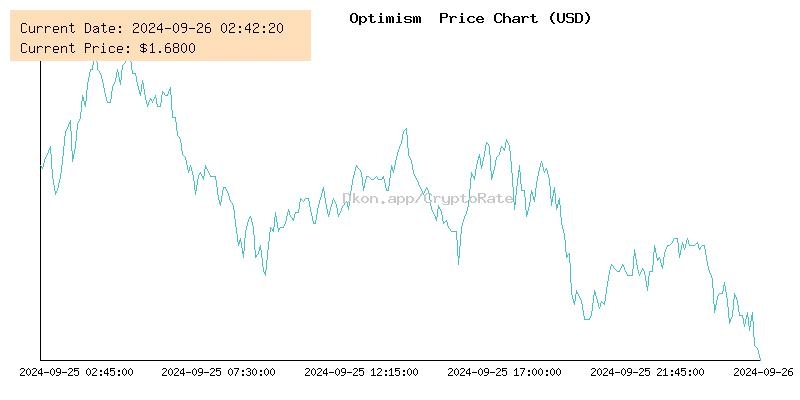 Optimism  Price Chart (USD)
Current Date: 2024-09-26 02:42:20
Current Price: $1.6800
Dkon.app/CryptoRate
2024-09-25 02:45:00 2024-09-25 07:30:00 2024-09-25 12:15:00 2024-09-25 17:00:00 2024-09-25 21:45:00 2024-09-26